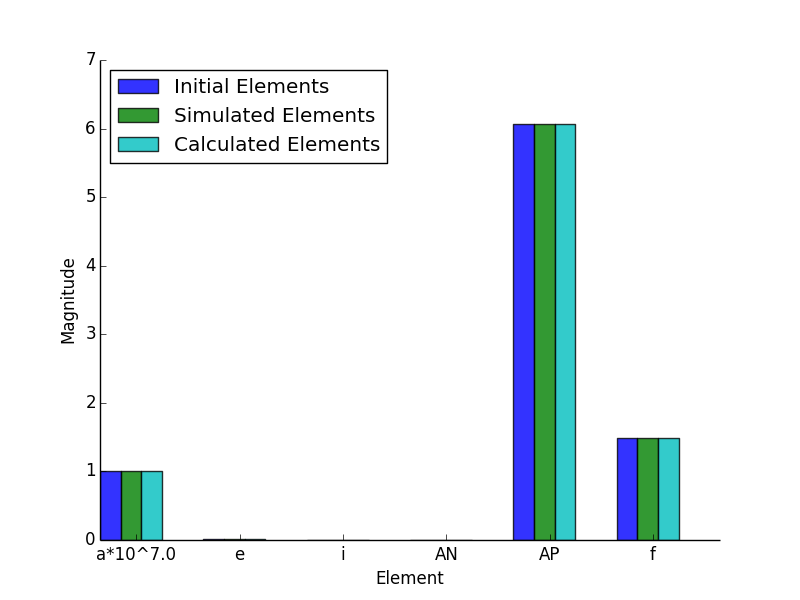 7
6
5
4
3
2
1
0
Magnitude
Initial Elements
Simulated Elements
Calculated Elements
a*10^7.0 e i AN AP f
Element